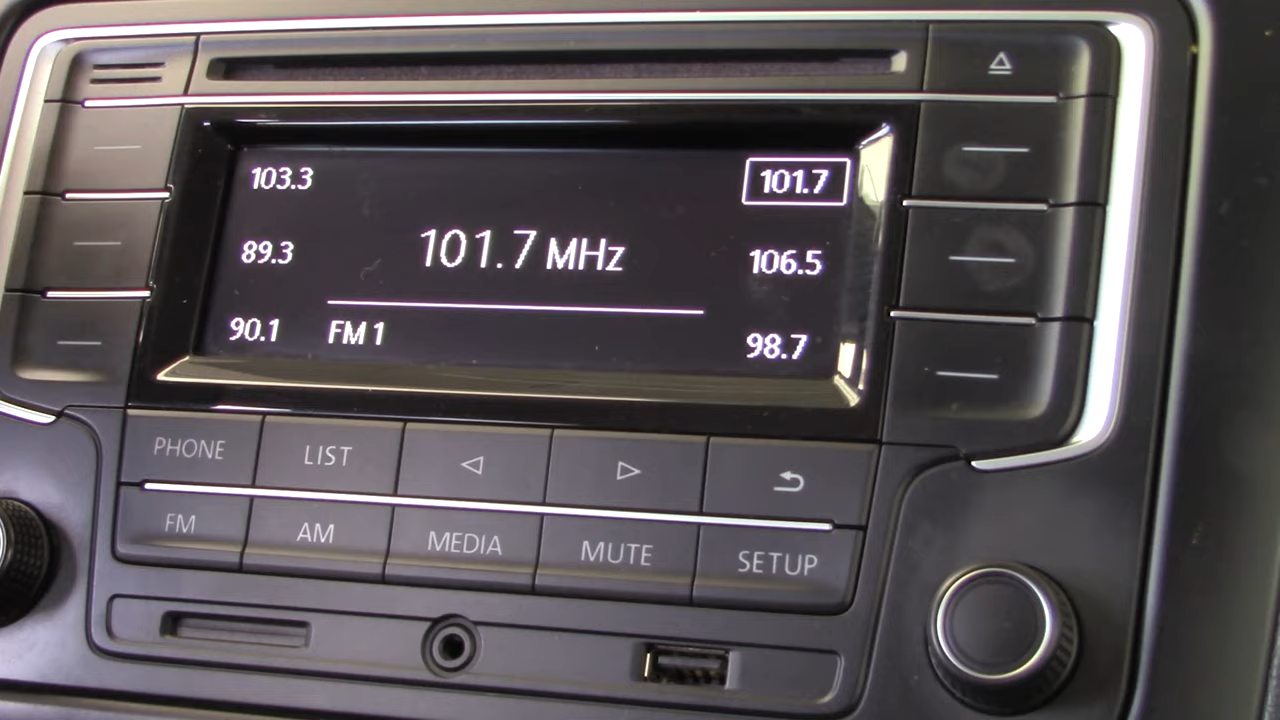 103.3 101.7
89.3 101.7 MHz 106.5
90.1 FM 1 98.7
PHONE LIST
FM AM MEDIA MUTE SETUP